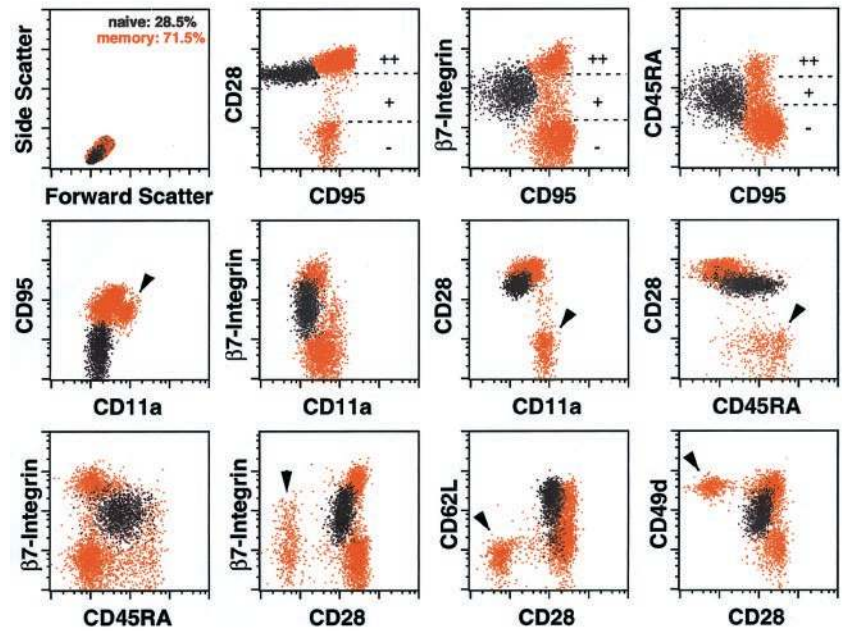 naive: 28.5%
memory: 71.5%
Side Scatter
Forward Scatter
CD28
++
+
-
CD95
β7-Integrin
++
+
-
CD95
CD45RA
++
+
-
CD95
CD95
CD11a
β7-Integrin
CD11a
CD28
CD11a
CD28
CD45RA
β7-Integrin
CD45RA
β7-Integrin
CD28
CD62L
CD28
CD49d
CD28